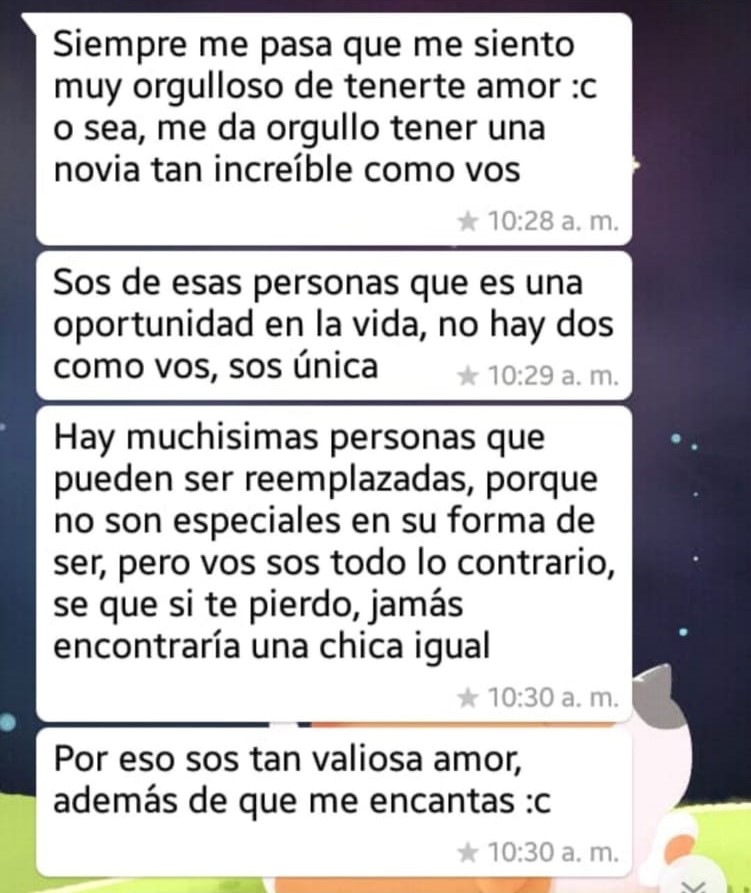 Siempre me pasa que me siento
muy orgulloso de tenerte amor :c
o sea, me da orgullo tener una
novia tan increíble como vos
★ 10:28 a. m.
Sos de esas personas que es una
oportunidad en la vida, no hay dos
como vos, sos única
★ 10:29 a. m.
Hay muchisimas personas que
pueden ser reemplazadas, porque
no son especiales en su forma de
ser, pero vos sos todo lo contrario,
se que si te pierdo, jamás
encontraría una chica igual
★ 10:30 a. m.
Por eso sos tan valiosa amor,
además de que me encantas :c
★ 10:30 a. m.